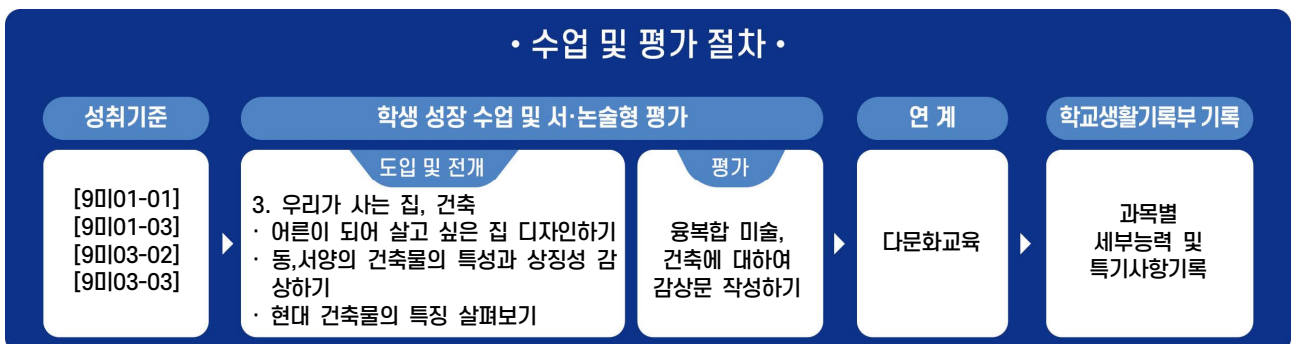 • 수업 및 평가 절차 •
성취기준
학생 성장 수업 및 서·논술형 평가
연 계
학교생활기록부 기록
[9미01-01]
[9미01-03]
[9미03-02]
[9미03-03]
도입 및 전개
3. 우리가 사는 집, 건축
· 어른이 되어 살고 싶은 집 디자인하기
· 동,서양의 건축물의 특성과 상징성 감
상하기
· 현대 건축물의 특징 살펴보기
평가
융복합 미술,
건축에 대하여
감상문 작성하기
다문화교육
과목별
세부능력 및
특기사항기록